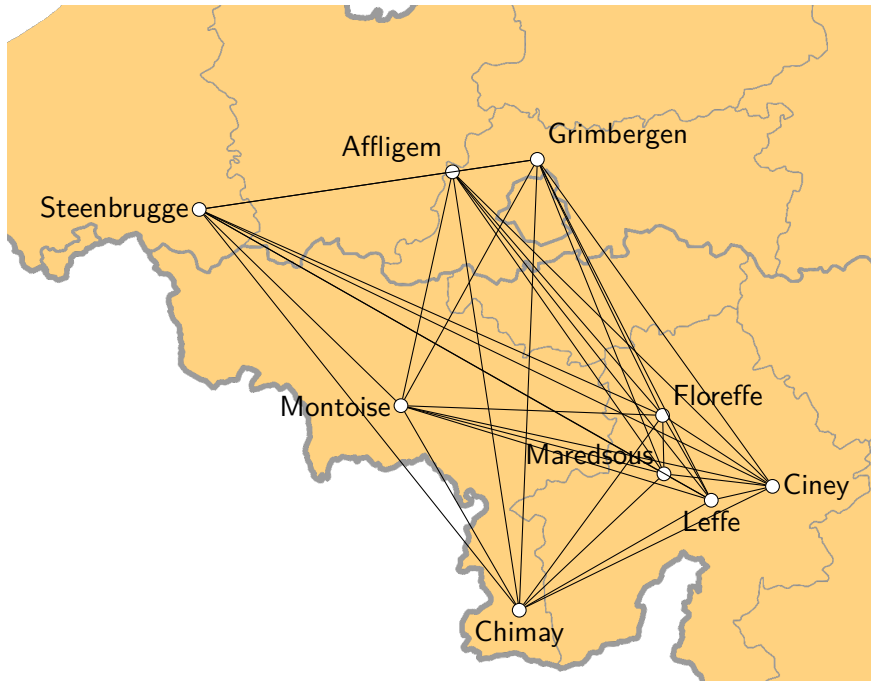 Grimbergen
Affligem
Steenbrugge
Floreffe
Montoise
Maredsous
Ciney
Leffe
Chimay